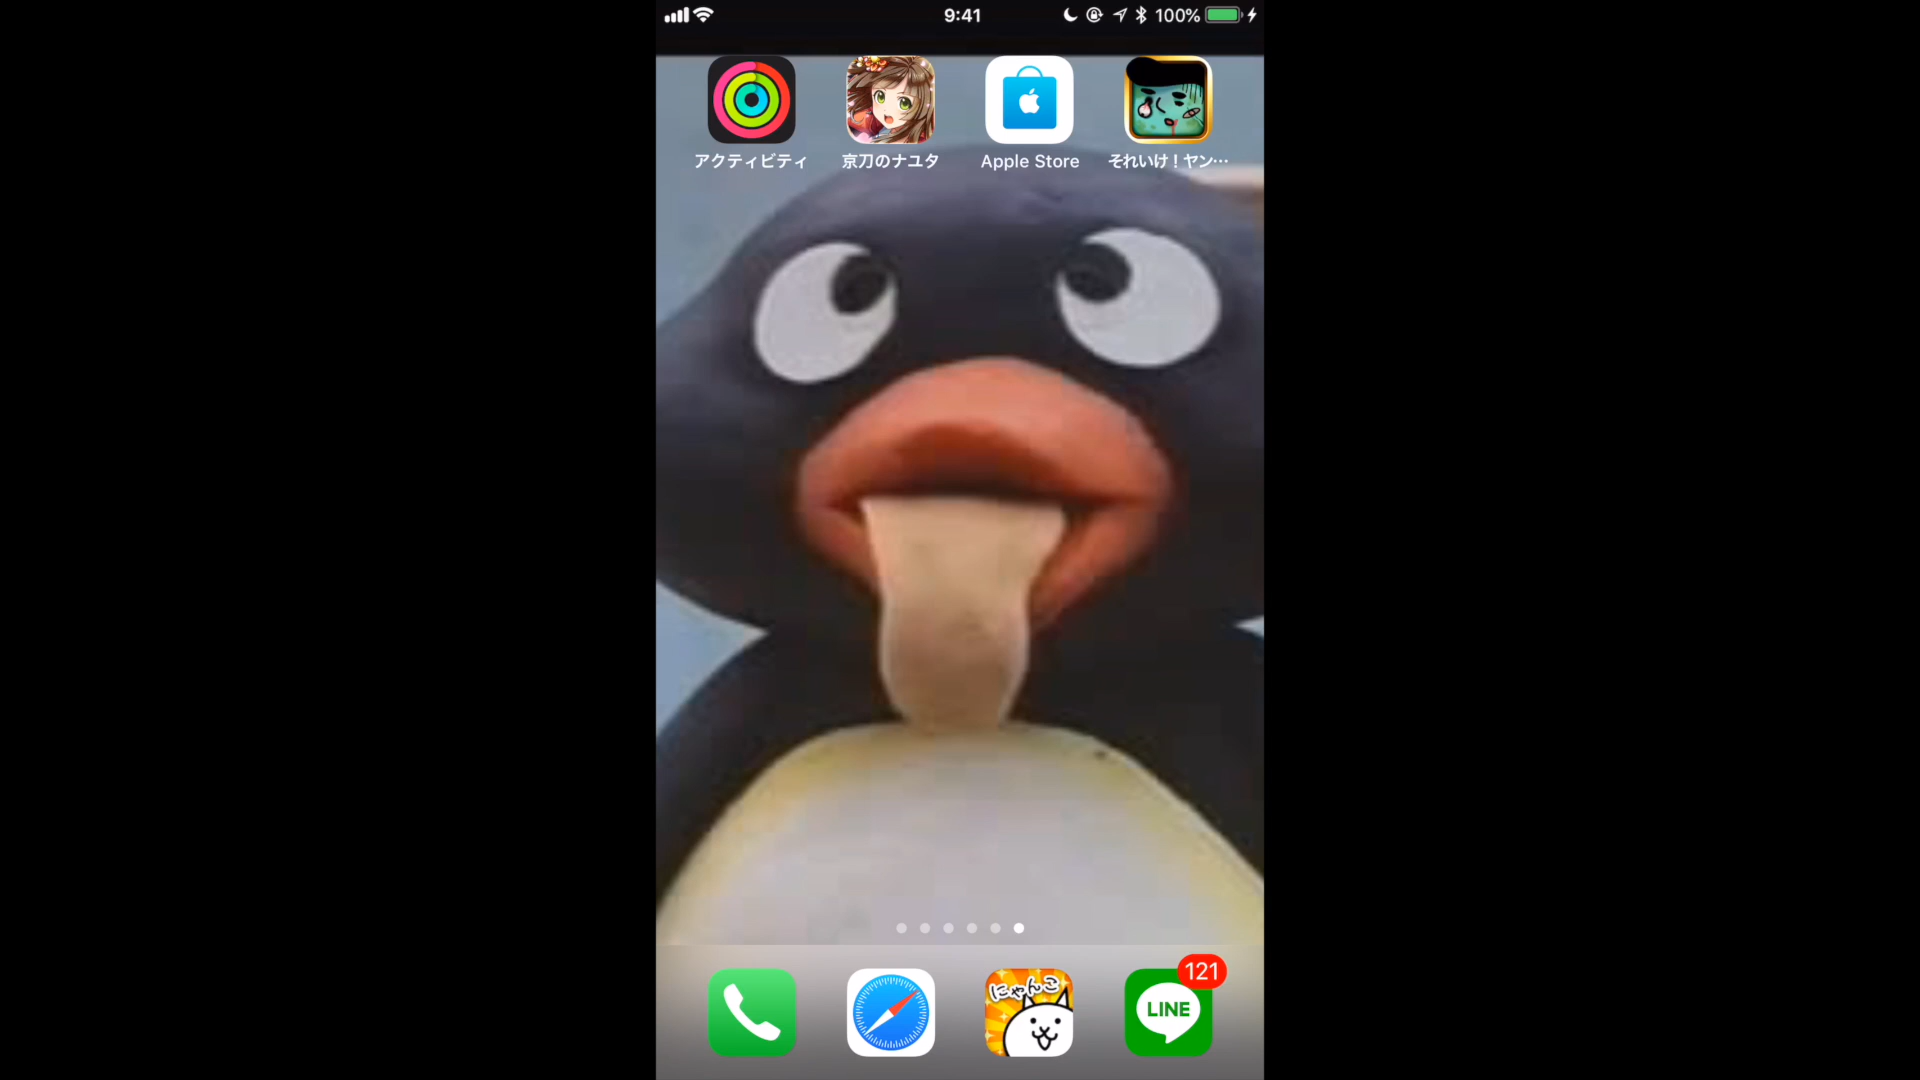 9:41
100%
アクティビティ
京刀のナユタ
Apple Store
それいけ！ヤン…
にゃんこ
121
LINE